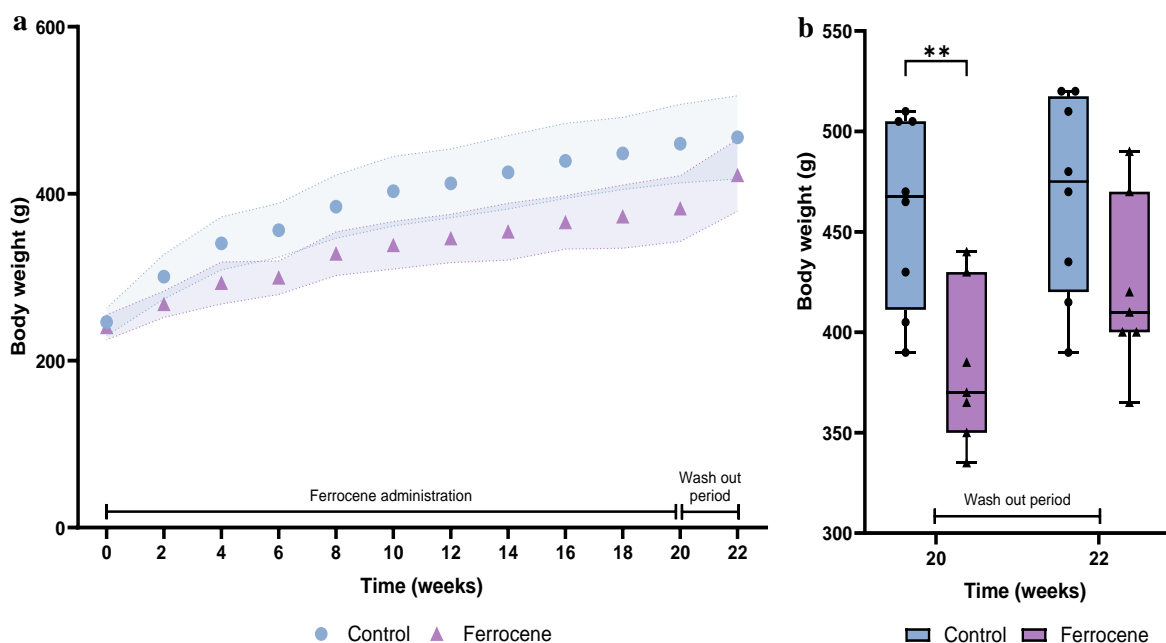 a
600
400
200
0
Body weight (g)
Ferrocene administration
Wash out
period
0 2 4 6 8 10 12 14 16 18 20 22
Time (weeks)
Control Ferrocene
b
550
500
450
400
350
300
Body weight (g)
**
Wash out period
20 22
Time (weeks)
Control Ferrocene